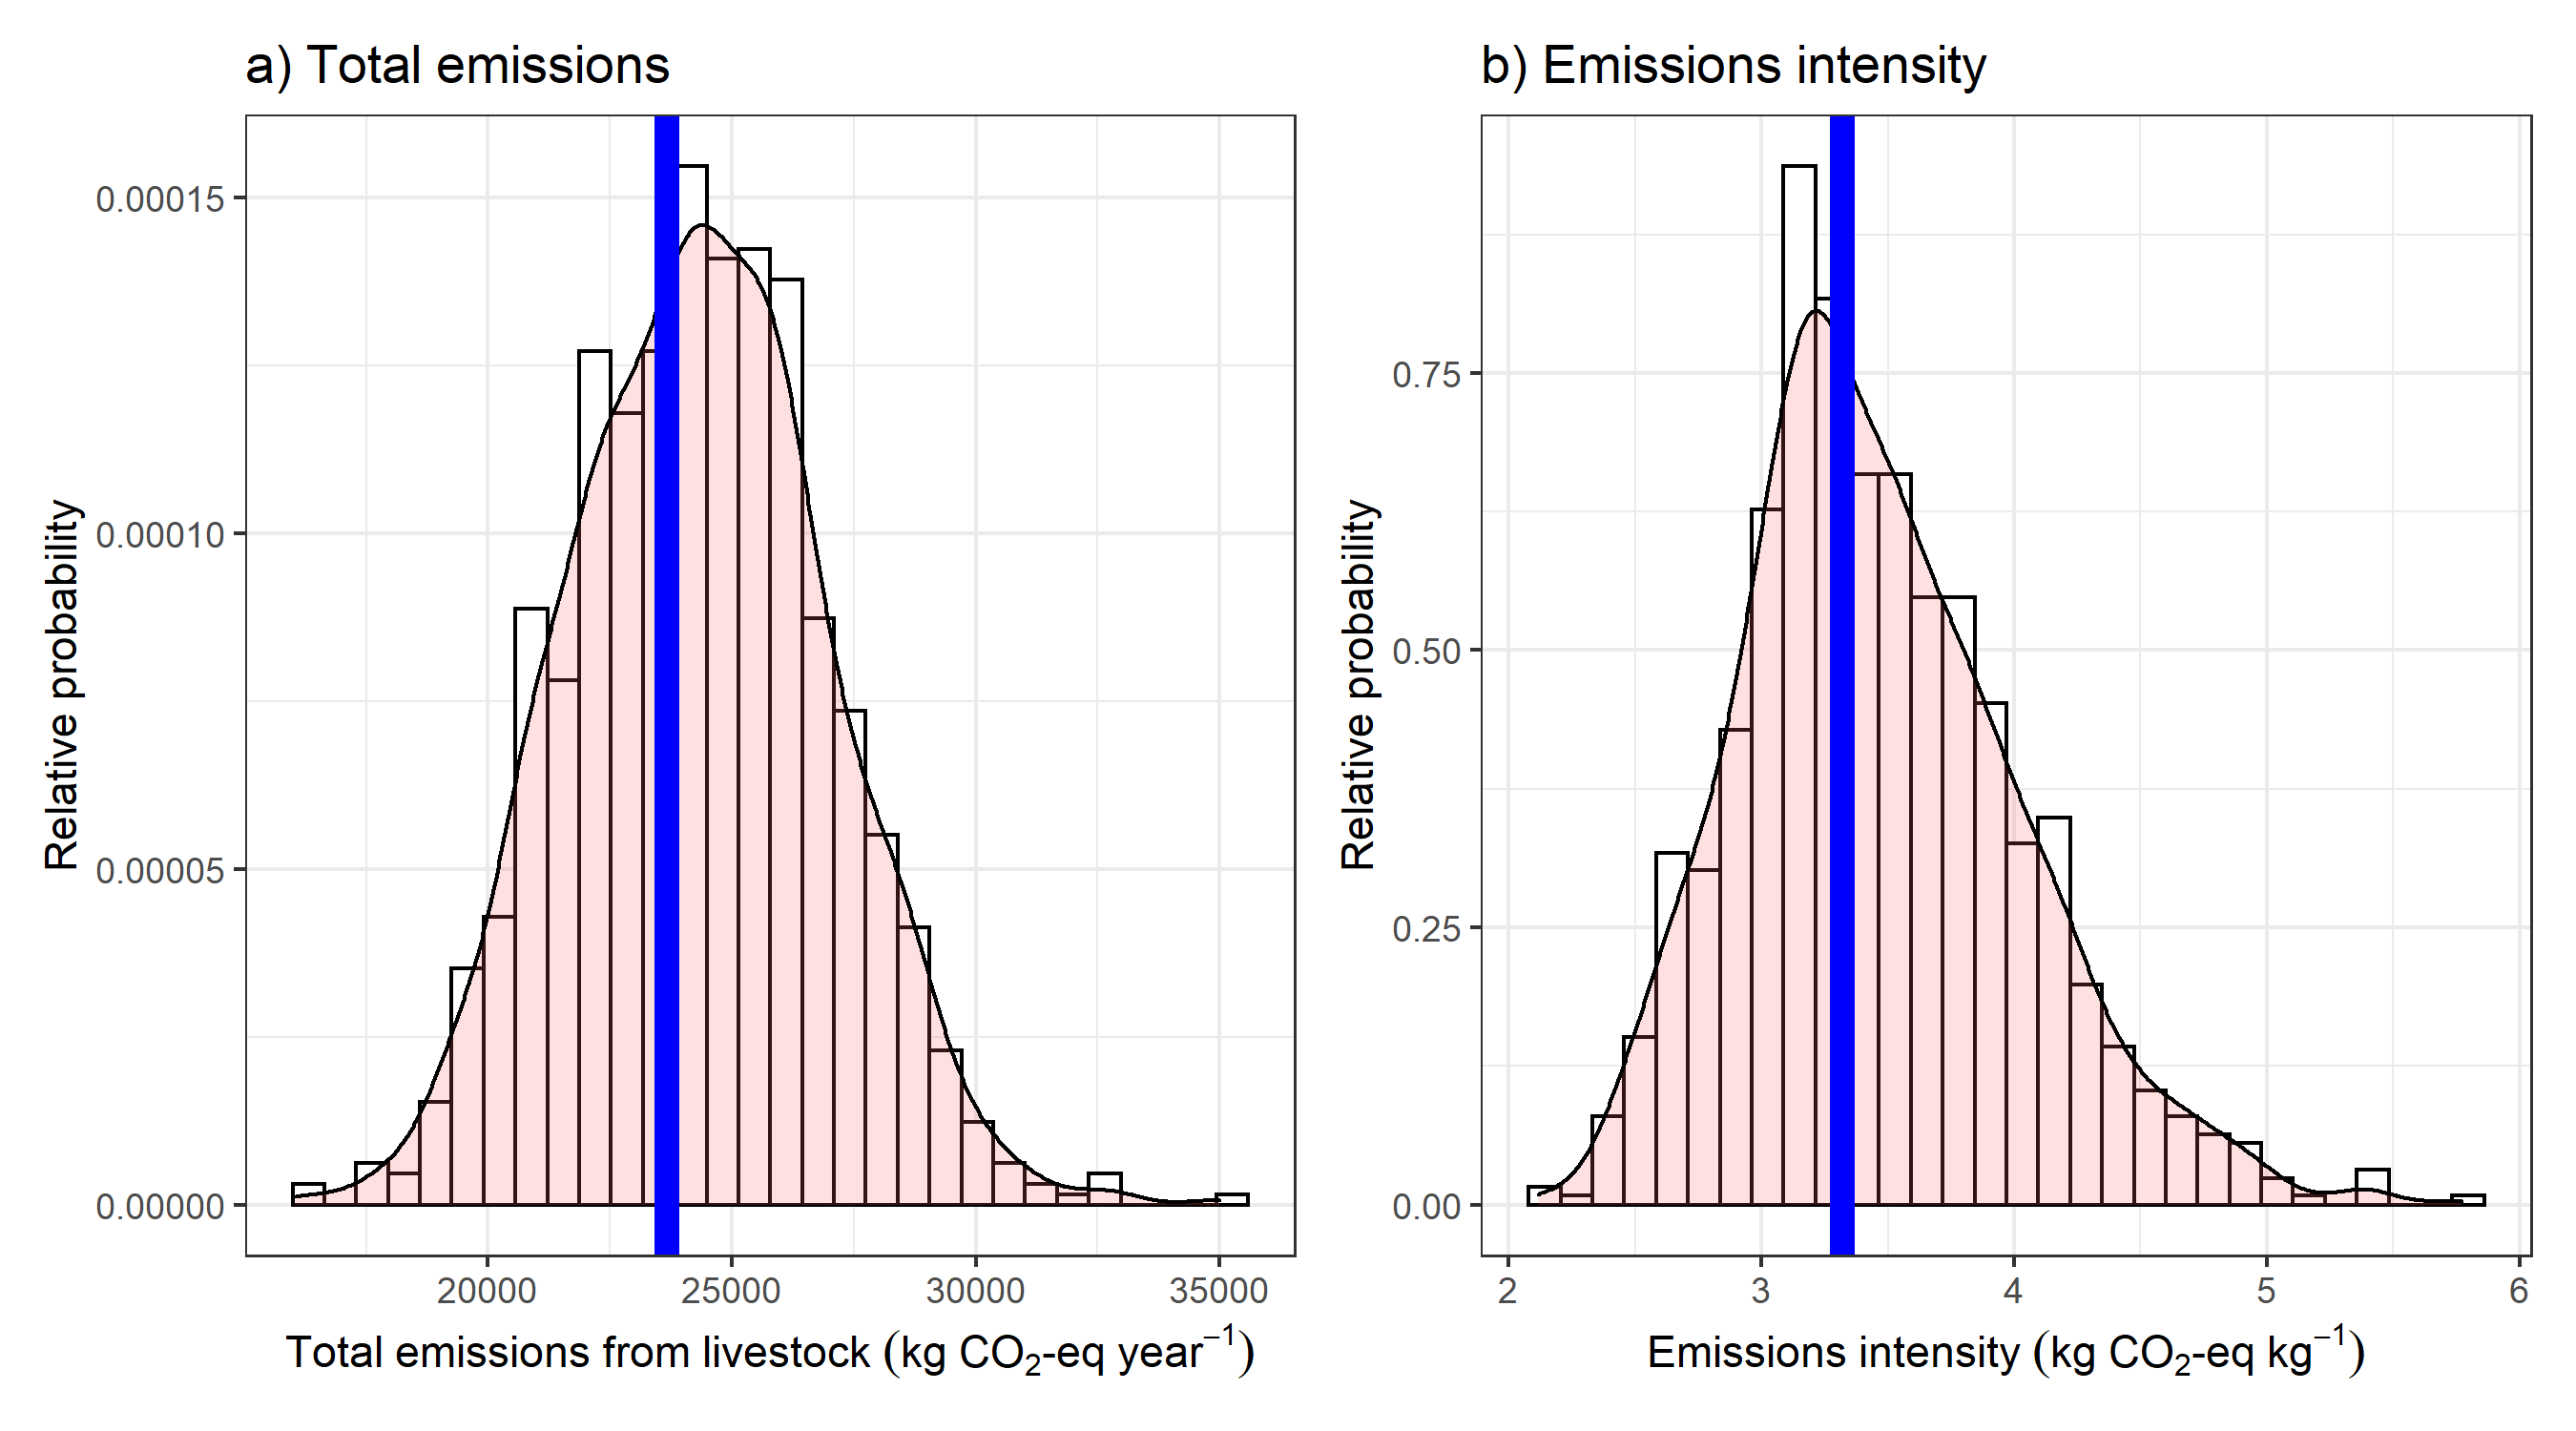 a) Total emissions
b) Emissions intensity
Relative probability
0.00015
0.00010
0.00005
0.00000
20000 25000 30000 35000
Total emissions from livestock (kg CO₂-eq year⁻¹)
Relative probability
0.75
0.50
0.25
0.00
2 3 4 5 6
Emissions intensity (kg CO₂-eq kg⁻¹)